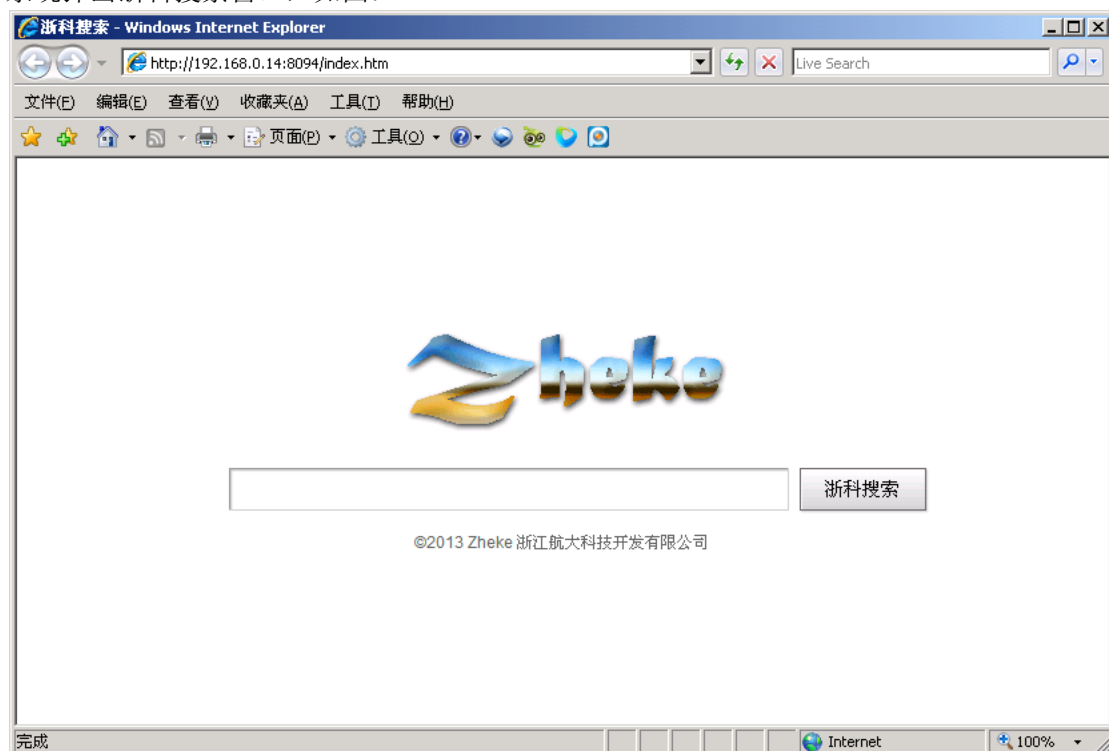 浙科搜索 - Windows Internet Explorer
http://192.168.0.14:8094/index.htm
Live Search
文件(F) 编辑(E) 查看(V) 收藏夹(A) 工具(T) 帮助(H)
页面(P) 工具(O)
Zheke
浙科搜索
©2013 Zheke 浙江航大科技开发有限公司
完成
Internet
100%